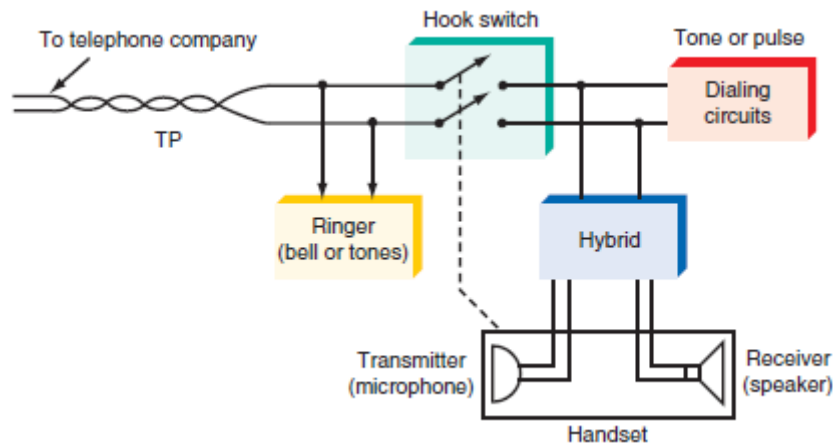 Hook switch
To telephone company
Tone or pulse
Dialing
circuits
TP
Ringer
(bell or tones)
Hybrid
Transmitter
(microphone)
Receiver
(speaker)
Handset